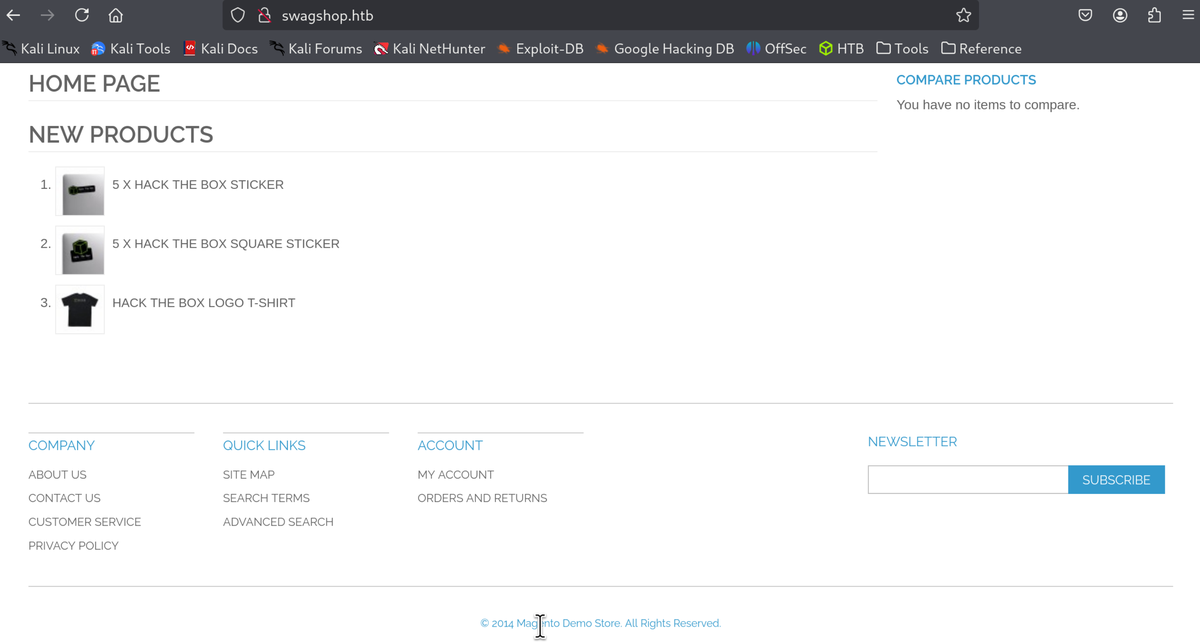 swagshop.htb
Kali Linux Kali Tools Kali Docs Kali Forums Kali NetHunter Exploit-DB Google Hacking DB OffSec HTB Tools Reference
HOME PAGE
COMPARE PRODUCTS
You have no items to compare.
NEW PRODUCTS
1. 5 X HACK THE BOX STICKER
2. 5 X HACK THE BOX SQUARE STICKER
3. HACK THE BOX LOGO T-SHIRT
COMPANY
ABOUT US
CONTACT US
CUSTOMER SERVICE
PRIVACY POLICY
QUICK LINKS
SITE MAP
SEARCH TERMS
ADVANCED SEARCH
ACCOUNT
MY ACCOUNT
ORDERS AND RETURNS
NEWSLETTER
SUBSCRIBE
© 2014 Magento Demo Store. All Rights Reserved.